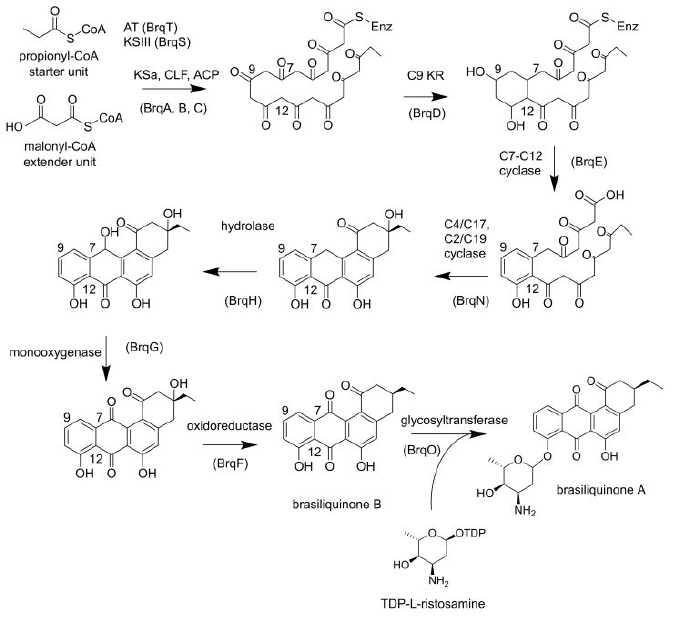 O
S
CoA
propionyl-CoA
starter unit
AT (BrqT)
KSIII (BrqS)
O
O
HO
S
CoA
malonyl-CoA
extender unit
KSa, CLF, ACP
(BrqA, B, C)
O
S
Enz
O
O
9
O
7
O
O
O
O
O
12
O
O
C9 KR
(BrqD)
O
S
Enz
O
O
HO
9
7
O
O
12
OH
O
O
C7-C12
cyclase
(BrqE)
O
OH
O
O
9
7
O
O
12
OH
O
O
C4/C17,
C2/C19
cyclase
(BrqN)
O
OH
9
7
12
OH
O
OH
hydrolase
(BrqH)
OH
O
OH
9
7
12
OH
O
OH
monooxygenase
(BrqG)
O
O
OH
9
7
12
OH
O
OH
oxidoreductase
(BrqF)
O
O
9
7
12
OH
O
OH
brasiliquinone B
glycosyltransferase
(BrqO)
O
O
O
O
OH
O
HO
NH2
brasiliquinone A
O
OTDP
HO
NH2
TDP-L-ristosamine